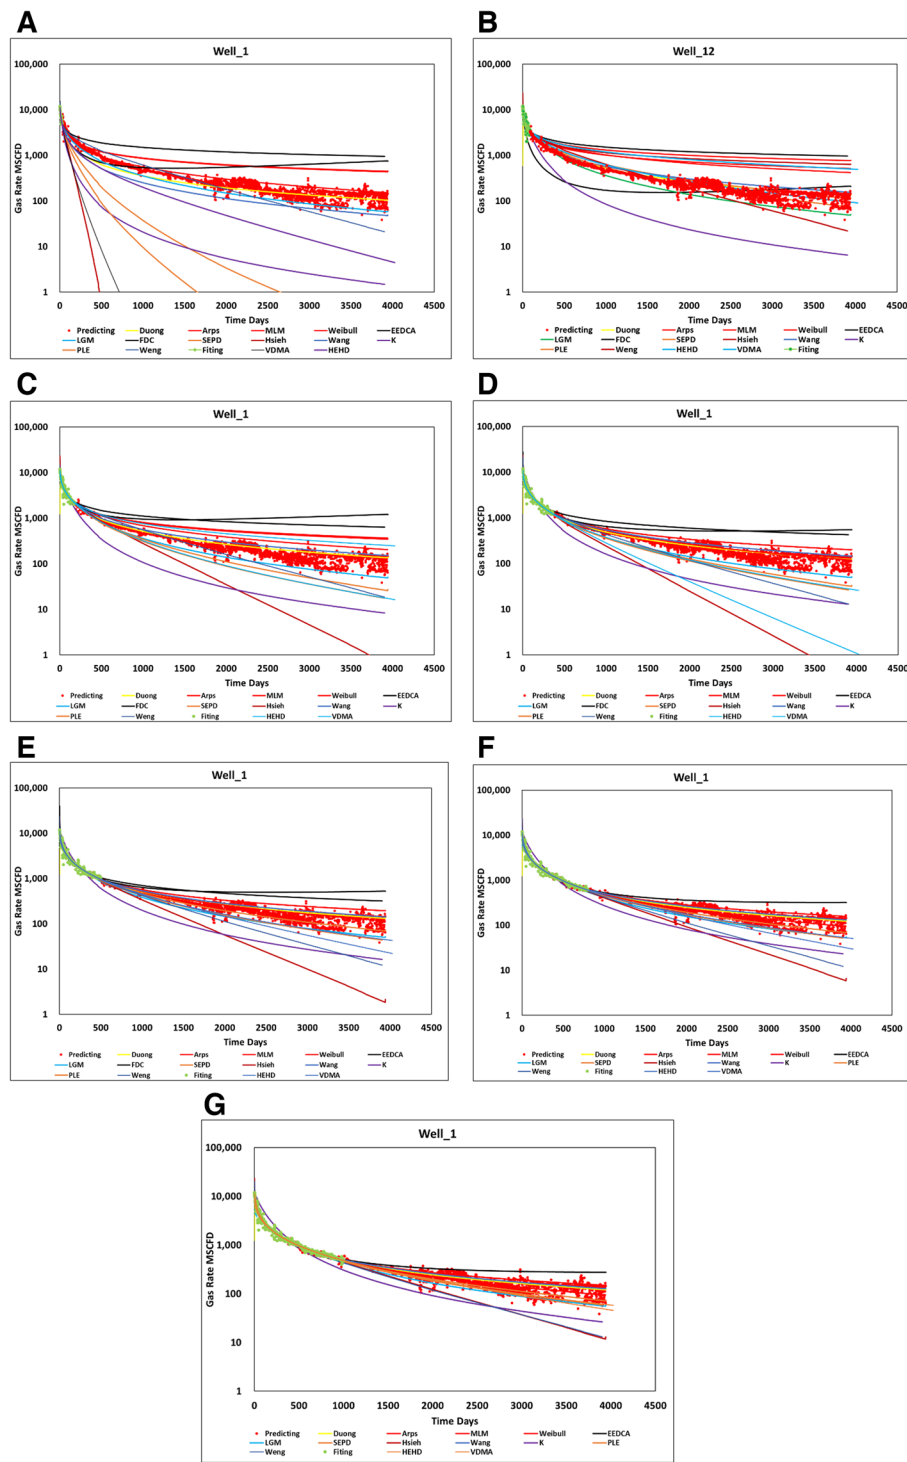 A
Well_1
100,000
10,000
1,000
100
10
1
Gas Rate MSCFD
0 500 1000 1500 2000 2500 3000 3500 4000 4500
Time Days
Predicting Duong Arps MLM Weibull EEDCA
LGM FDC SEPD Hsieh Wang K
PLE Weng Fiting VDMA HEHD
B
Well_12
100,000
10,000
1,000
100
10
1
Gas Rate MSCFD
0 500 1000 1500 2000 2500 3000 3500 4000 4500
Time Days
Predicting Duong Arps MLM Weibull EEDCA
LGM FDC SEPD Hsieh Wang K
PLE Weng HEHD VDMA Fiting
C
Well_1
100,000
10,000
1,000
100
10
1
Gas Rate MSCFD
0 500 1000 1500 2000 2500 3000 3500 4000 4500
Time Days
Predicting Duong Arps MLM Weibull EEDCA
LGM FDC SEPD Hsieh Wang K
PLE Weng Fiting HEHD VDMA
D
Well_1
100,000
10,000
1,000
100
10
1
Gas Rate MSCFD
0 500 1000 1500 2000 2500 3000 3500 4000 4500
Time Days
Predicting Duong Arps MLM Weibull EEDCA
LGM FDC SEPD Hsieh Wang K
PLE Weng Fiting HEHD VDMA
E
Well_1
100,000
10,000
1,000
100
10
1
Gas Rate MSCFD
0 500 1000 1500 2000 2500 3000 3500 4000 4500
Time Days
Predicting Duong Arps MLM Weibull EEDCA
LGM FDC SEPD Hsieh Wang K
PLE Weng Fiting HEHD VDMA
F
Well_1
100,000
10,000
1,000
100
10
1
Gas Rate MSCFD
0 500 1000 1500 2000 2500 3000 3500 4000 4500
Time Days
Predicting Duong Arps MLM Weibull EEDCA
LGM SEPD Hsieh Wang K PLE
Weng Fiting HEHD VDMA
G
Well_1
100,000
10,000
1,000
100
10
1
Gas Rate MSCFD
0 500 1000 1500 2000 2500 3000 3500 4000 4500
Time Days
Predicting Duong Arps MLM Weibull EEDCA
LGM SEPD Hsieh Wang K PLE
Weng Fiting HEHD VDMA